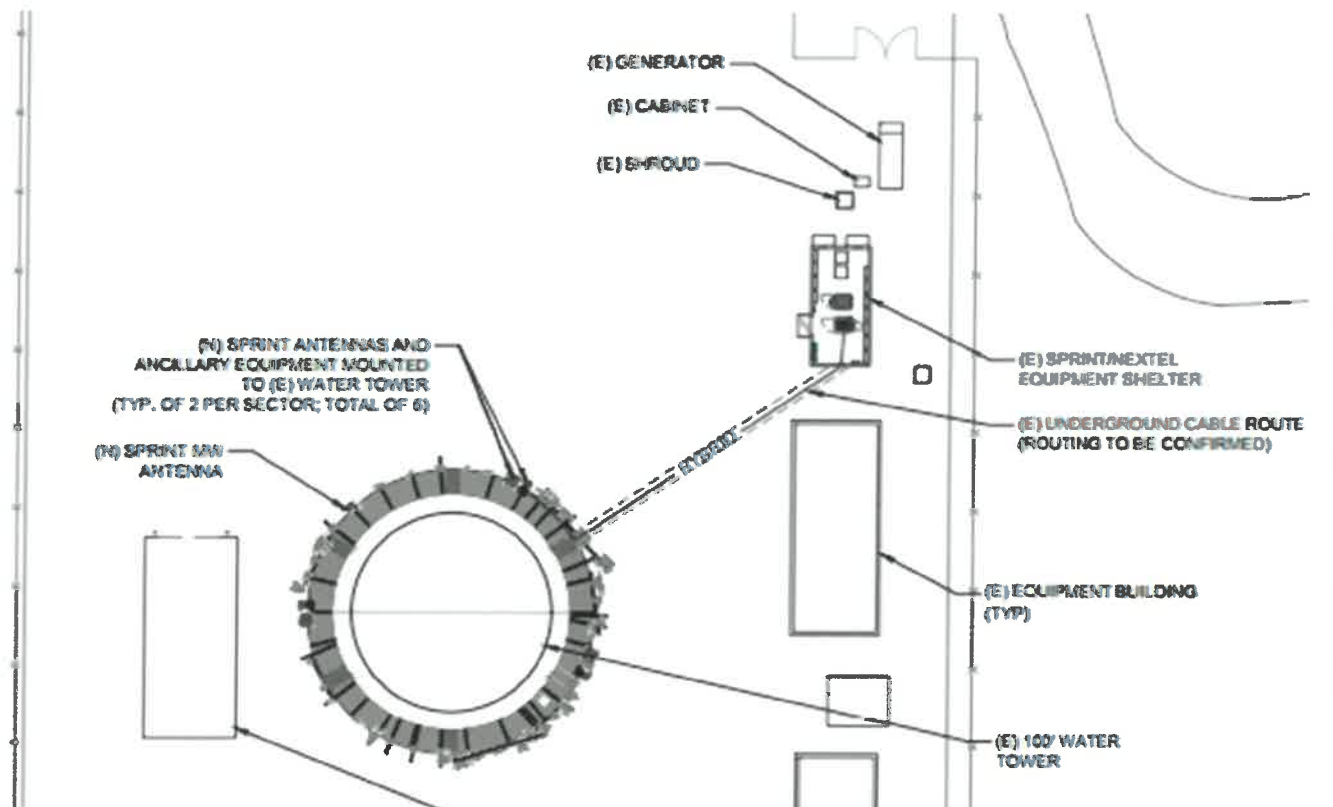 (E) GENERATOR
(E) CABINET
(E) SHROUD
(N) SPRINT ANTENNAS AND
ANCILLARY EQUIPMENT MOUNTED
TO (E) WATER TOWER
(TYP. OF 2 PER SECTOR; TOTAL OF 6)
(N) SPRINT MW
ANTENNA
(E) SPRINT/NEXTEL
EQUIPMENT SHELTER
(E) UNDERGROUND CABLE ROUTE
(ROUTING TO BE CONFIRMED)
(E) EQUIPMENT BUILDING
(TYP)
(E) 100' WATER
TOWER